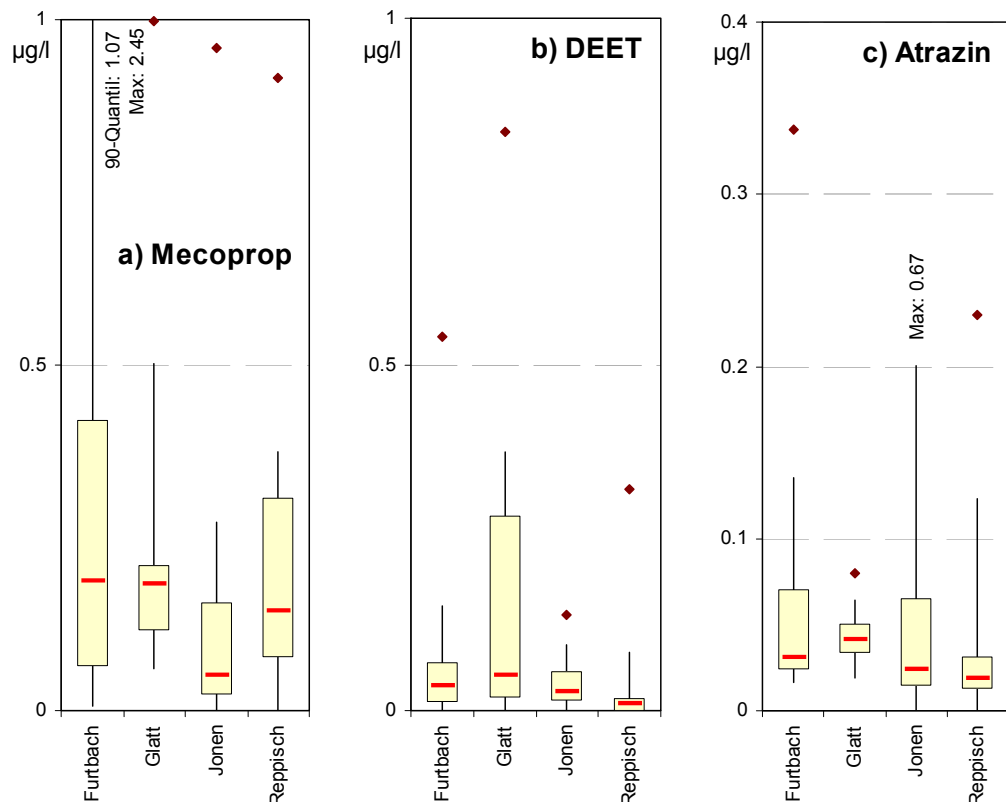 1
µg/l
90-Quantil: 1.07
Max: 2.45
a) Mecoprop
0.5
0
Furtbach
Glatt
Jonen
Reppisch
1
µg/l
b) DEET
0.5
0
Furtbach
Glatt
Jonen
Reppisch
0.4
µg/l
c) Atrazin
0.3
Max: 0.67
0.2
0.1
0
Furtbach
Glatt
Jonen
Reppisch